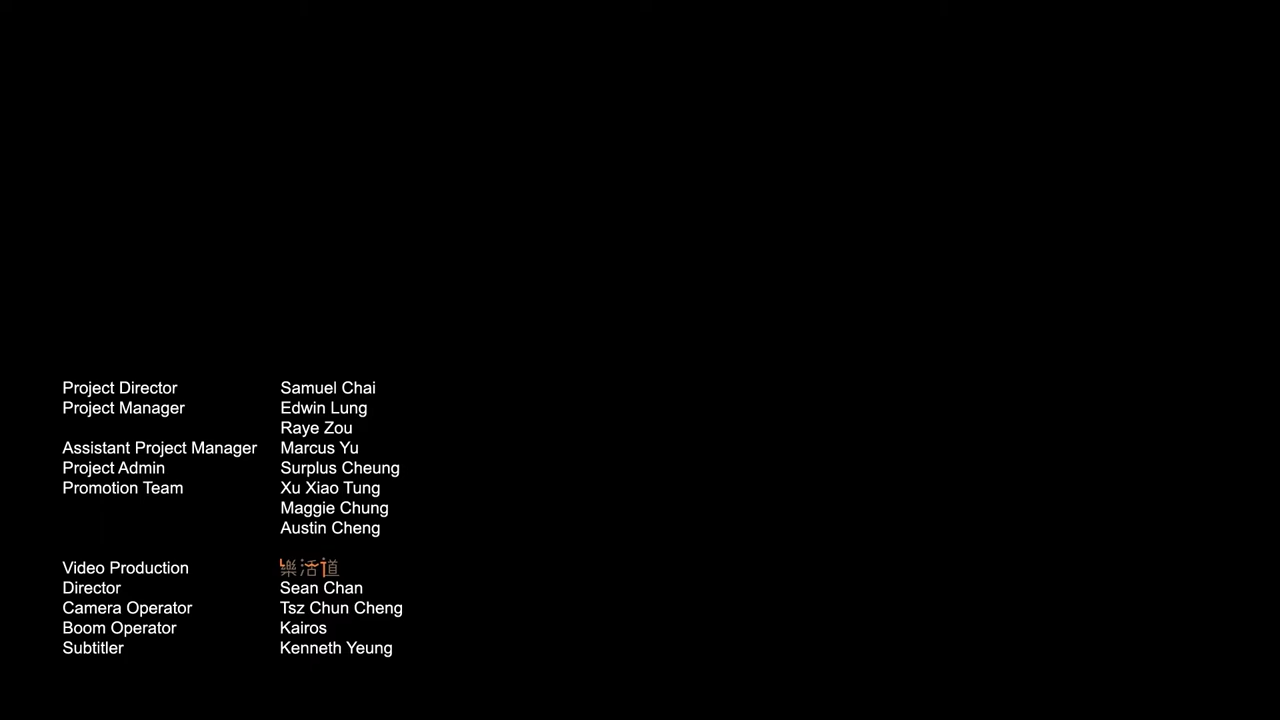 Project Director Samuel Chai
Project Manager Edwin Lung
Raye Zou
Assistant Project Manager Marcus Yu
Project Admin Surplus Cheung
Promotion Team Xu Xiao Tung
Maggie Chung
Austin Cheng
Video Production 樂活道
Director Sean Chan
Camera Operator Tsz Chun Cheng
Boom Operator Kairos
Subtitler Kenneth Yeung